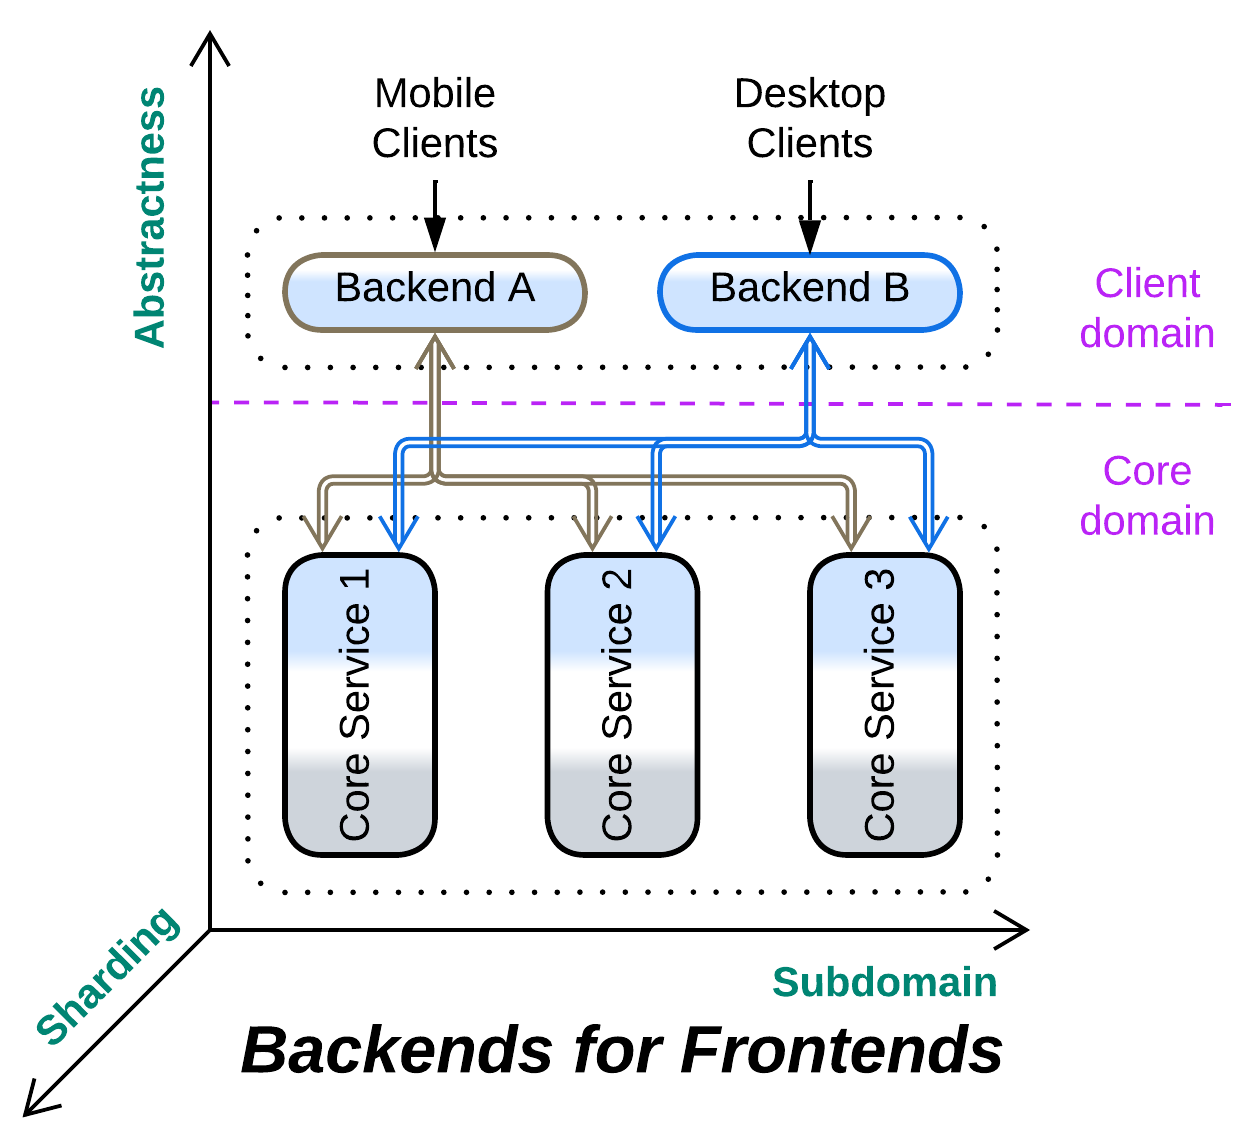 Mobile
Clients
Desktop
Clients
Abstractness
Backend A
Backend B
Client
domain
Core
domain
Core Service 1
Core Service 2
Core Service 3
Sharding
Subdomain
Backends for Frontends